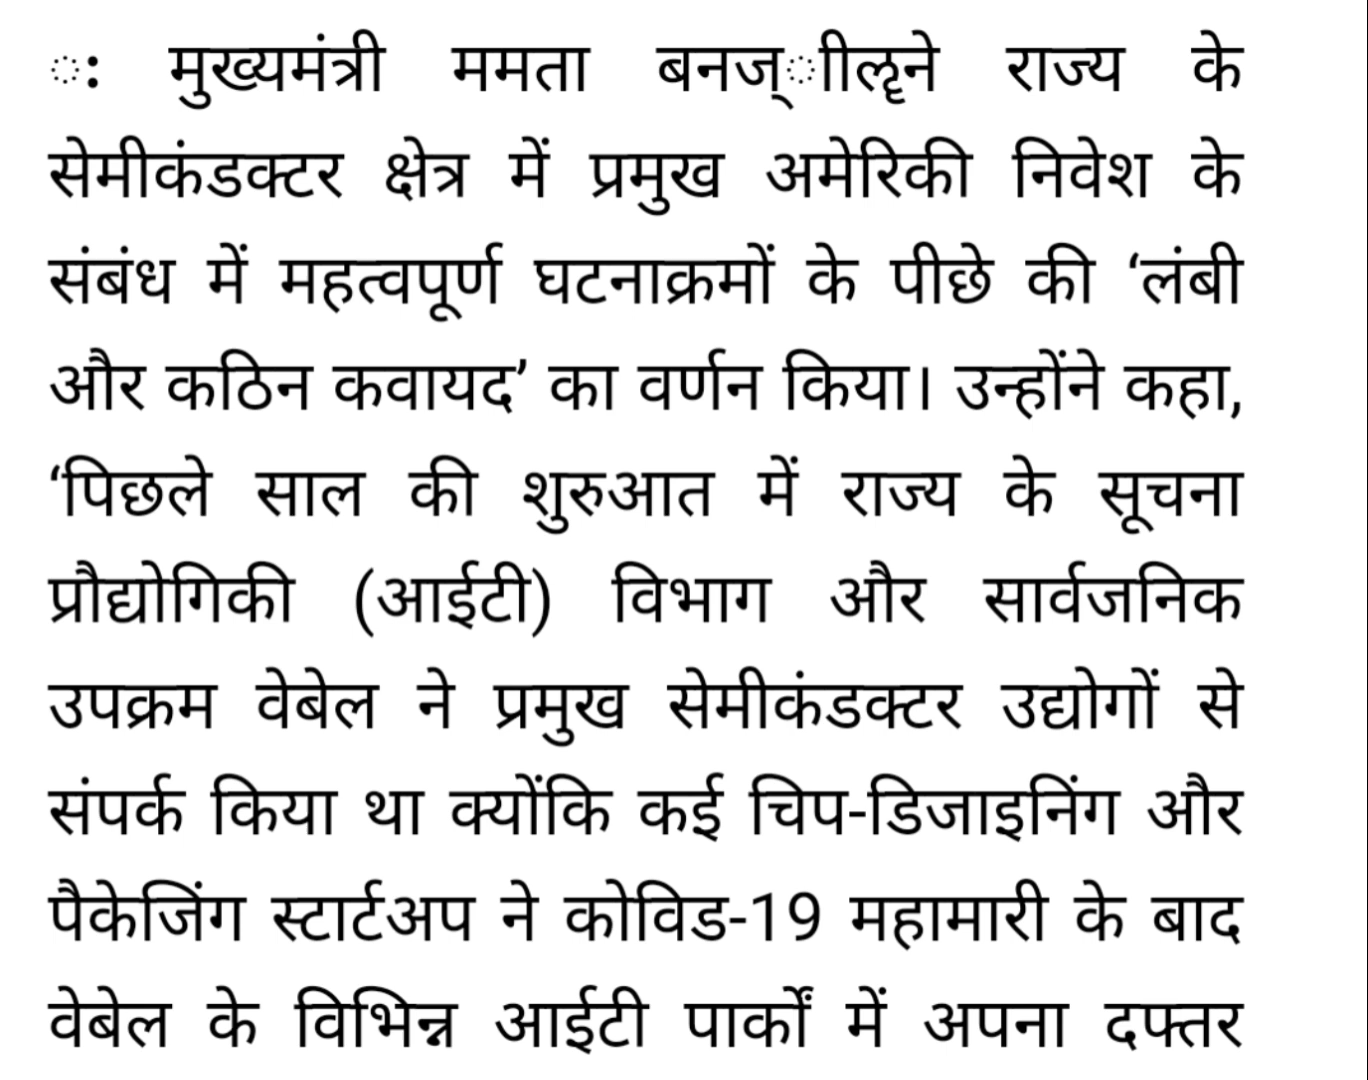 ः मुख्यमंत्री ममता बनज्ाीलॄने राज्य के
सेमीकंडक्टर क्षेत्र में प्रमुख अमेरिकी निवेश के
संबंध में महत्वपूर्ण घटनाक्रमों के पीछे की ‘लंबी
और कठिन कवायद’ का वर्णन किया। उन्होंने कहा,
‘पिछले साल की शुरुआत में राज्य के सूचना
प्रौद्योगिकी (आईटी) विभाग और सार्वजनिक
उपक्रम वेबेल ने प्रमुख सेमीकंडक्टर उद्योगों से
संपर्क किया था क्योंकि कई चिप-डिजाइनिंग और
पैकेजिंग स्टार्टअप ने कोविड-19 महामारी के बाद
वेबेल के विभिन्न आईटी पार्कों में अपना दफ्तर